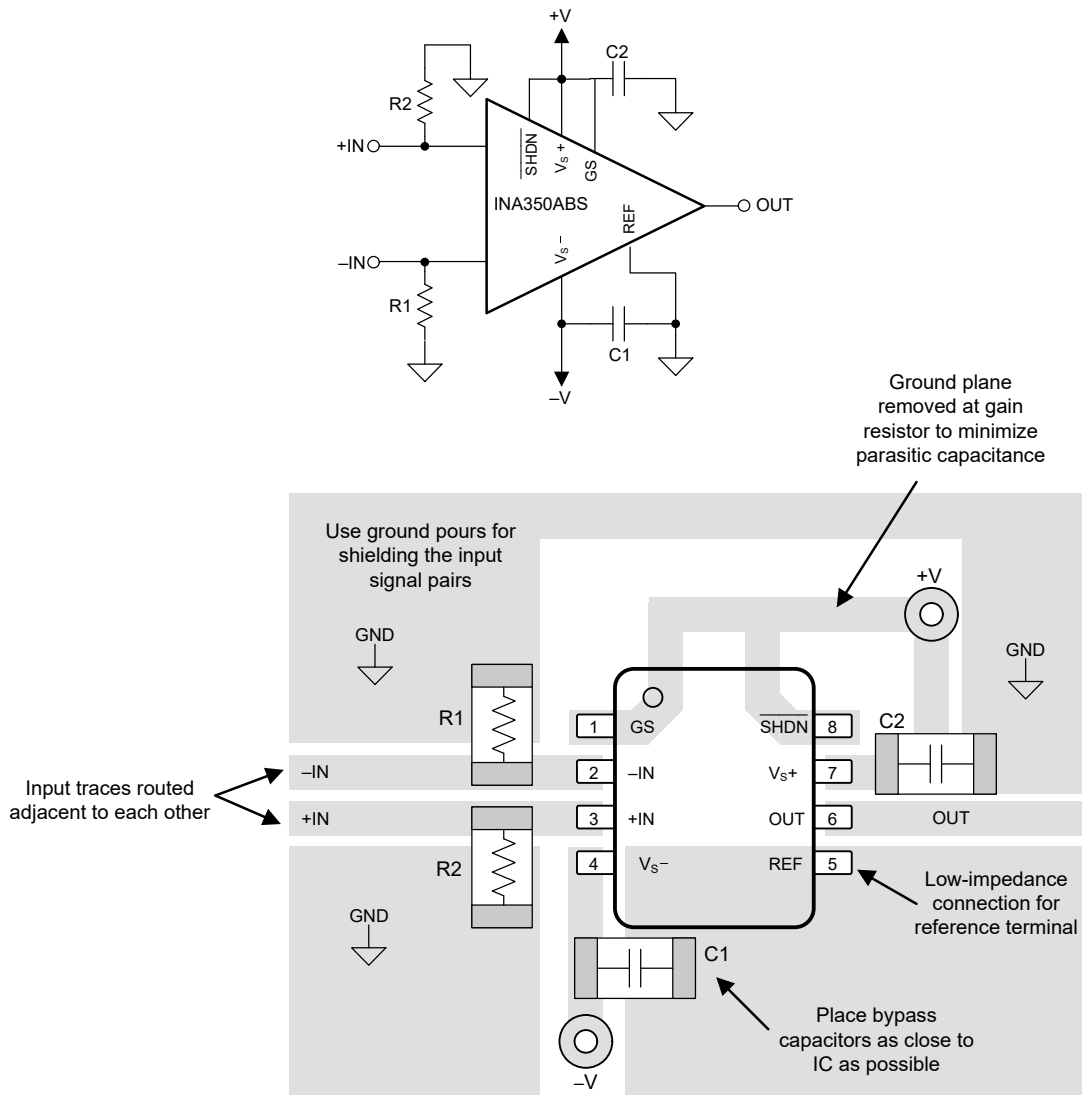 +V
C2
R2
+IN
SHDN
VS +
GS
INA350ABS
OUT
REF
VS –
–IN
R1
C1
–V
Ground plane
removed at gain
resistor to minimize
parasitic capacitance
Use ground pours for
shielding the input
signal pairs
+V
GND
GND
R1
C2
1
GS
SHDN
8
–IN
2
–IN
VS+
7
Input traces routed
adjacent to each other
+IN
3
+IN
OUT
6
OUT
R2
4
VS–
REF
5
Low-impedance
connection for
reference terminal
GND
C1
Place bypass
capacitors as close to
IC as possible
–V